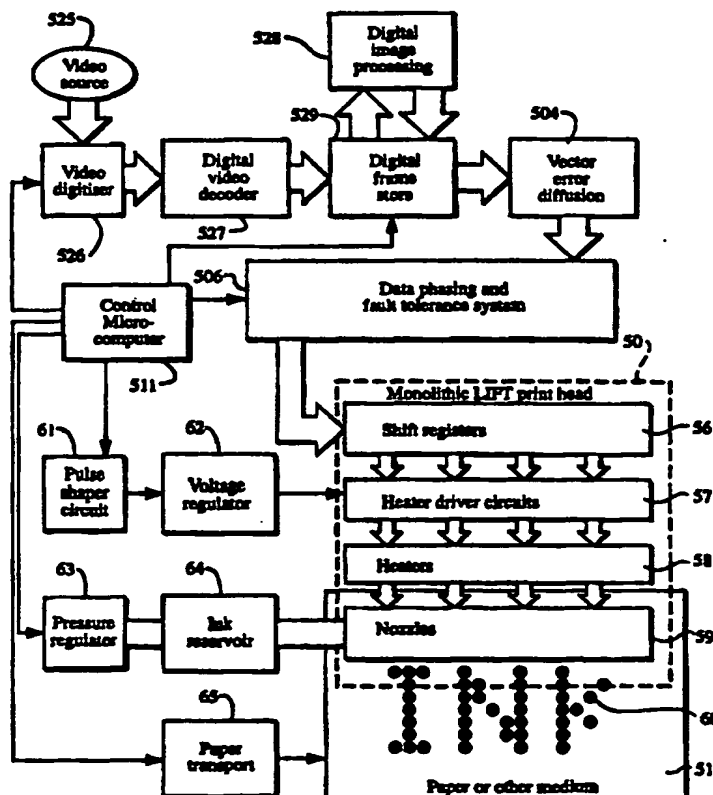 525
Video
source
528
Digital
image
processing
529
504
Video
digitiser
526
Digital
video
decoder
527
Digital
frame
store
Vector
error
diffusion
506
Data phasing and
fault tolerance system
Control
Micro-
computer
511
50
Monolithic LIFT print head
Shift registers
56
61
Pulse
shaper
circuit
62
Voltage
regulator
Heater driver circuits
57
Heaters
58
63
Pressure
regulator
64
Ink
reservoir
Nozzles
59
INK
65
Paper
transport
51
Paper or other medium